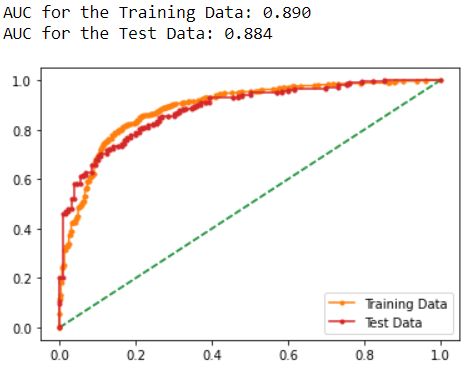 AUC for the Training Data: 0.890
AUC for the Test Data: 0.884
1.0
0.8
0.6
0.4
0.2
0.0
Training Data
Test Data
0.0 0.2 0.4 0.6 0.8 1.0